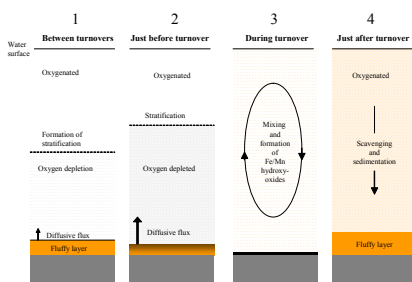 1
Between turnovers
Water
surface
Oxygenated
Formation of
stratification
Oxygen depletion
Diffusive flux
Fluffy layer
2
Just before turnover
Oxygenated
Stratification
Oxygen depleted
Diffusive flux
3
During turnover
Mixing
and
formation
of
Fe/Mn
hydroxy-
oxides
4
Just after turnover
Oxygenated
Scavenging
and
sedimentation
Fluffy layer